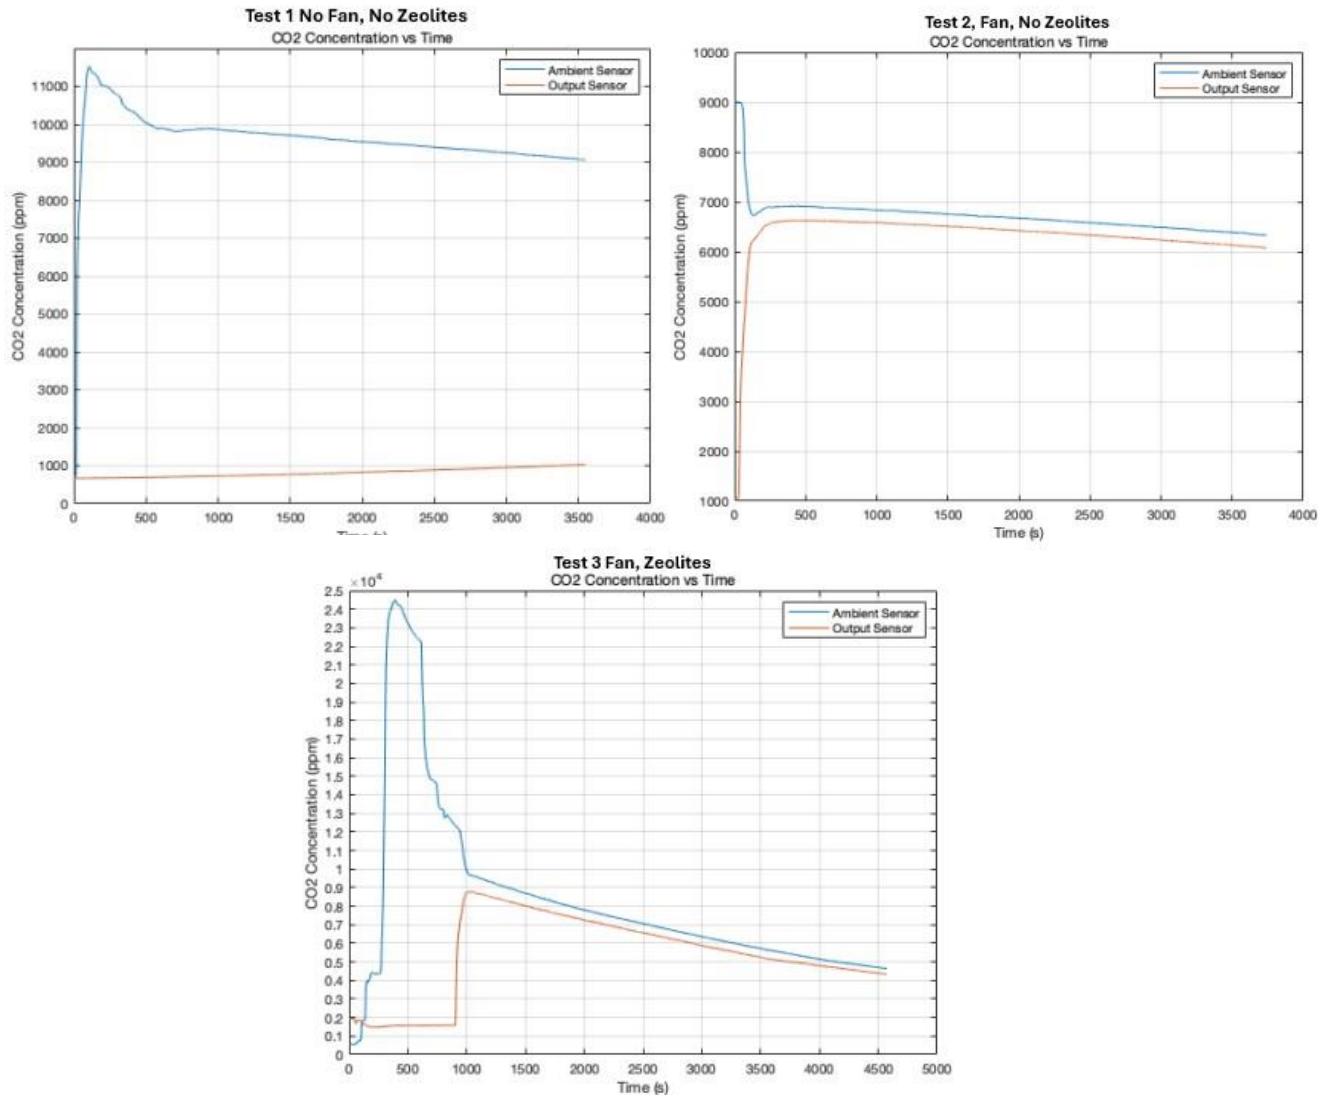 Test 1 No Fan, No Zeolites
CO2 Concentration vs Time
Ambient Sensor
Output Sensor
CO2 Concentration (ppm)
11000
10000
9000
8000
7000
6000
5000
4000
3000
2000
1000
0
0 500 1000 1500 2000 2500 3000 3500 4000
Test 2, Fan, No Zeolites
CO2 Concentration vs Time
Ambient Sensor
Output Sensor
CO2 Concentration (ppm)
10000
9000
8000
7000
6000
5000
4000
3000
2000
1000
0 500 1000 1500 2000 2500 3000 3500 4000
Time (s)
Test 3 Fan, Zeolites
CO2 Concentration vs Time
×10⁴
Ambient Sensor
Output Sensor
CO2 Concentration (ppm)
2.5
2.4
2.3
2.2
2.1
2
1.9
1.8
1.7
1.6
1.5
1.4
1.3
1.2
1.1
1
0.9
0.8
0.7
0.6
0.5
0.4
0.3
0.2
0.1
0
0 500 1000 1500 2000 2500 3000 3500 4000 4500 5000
Time (s)